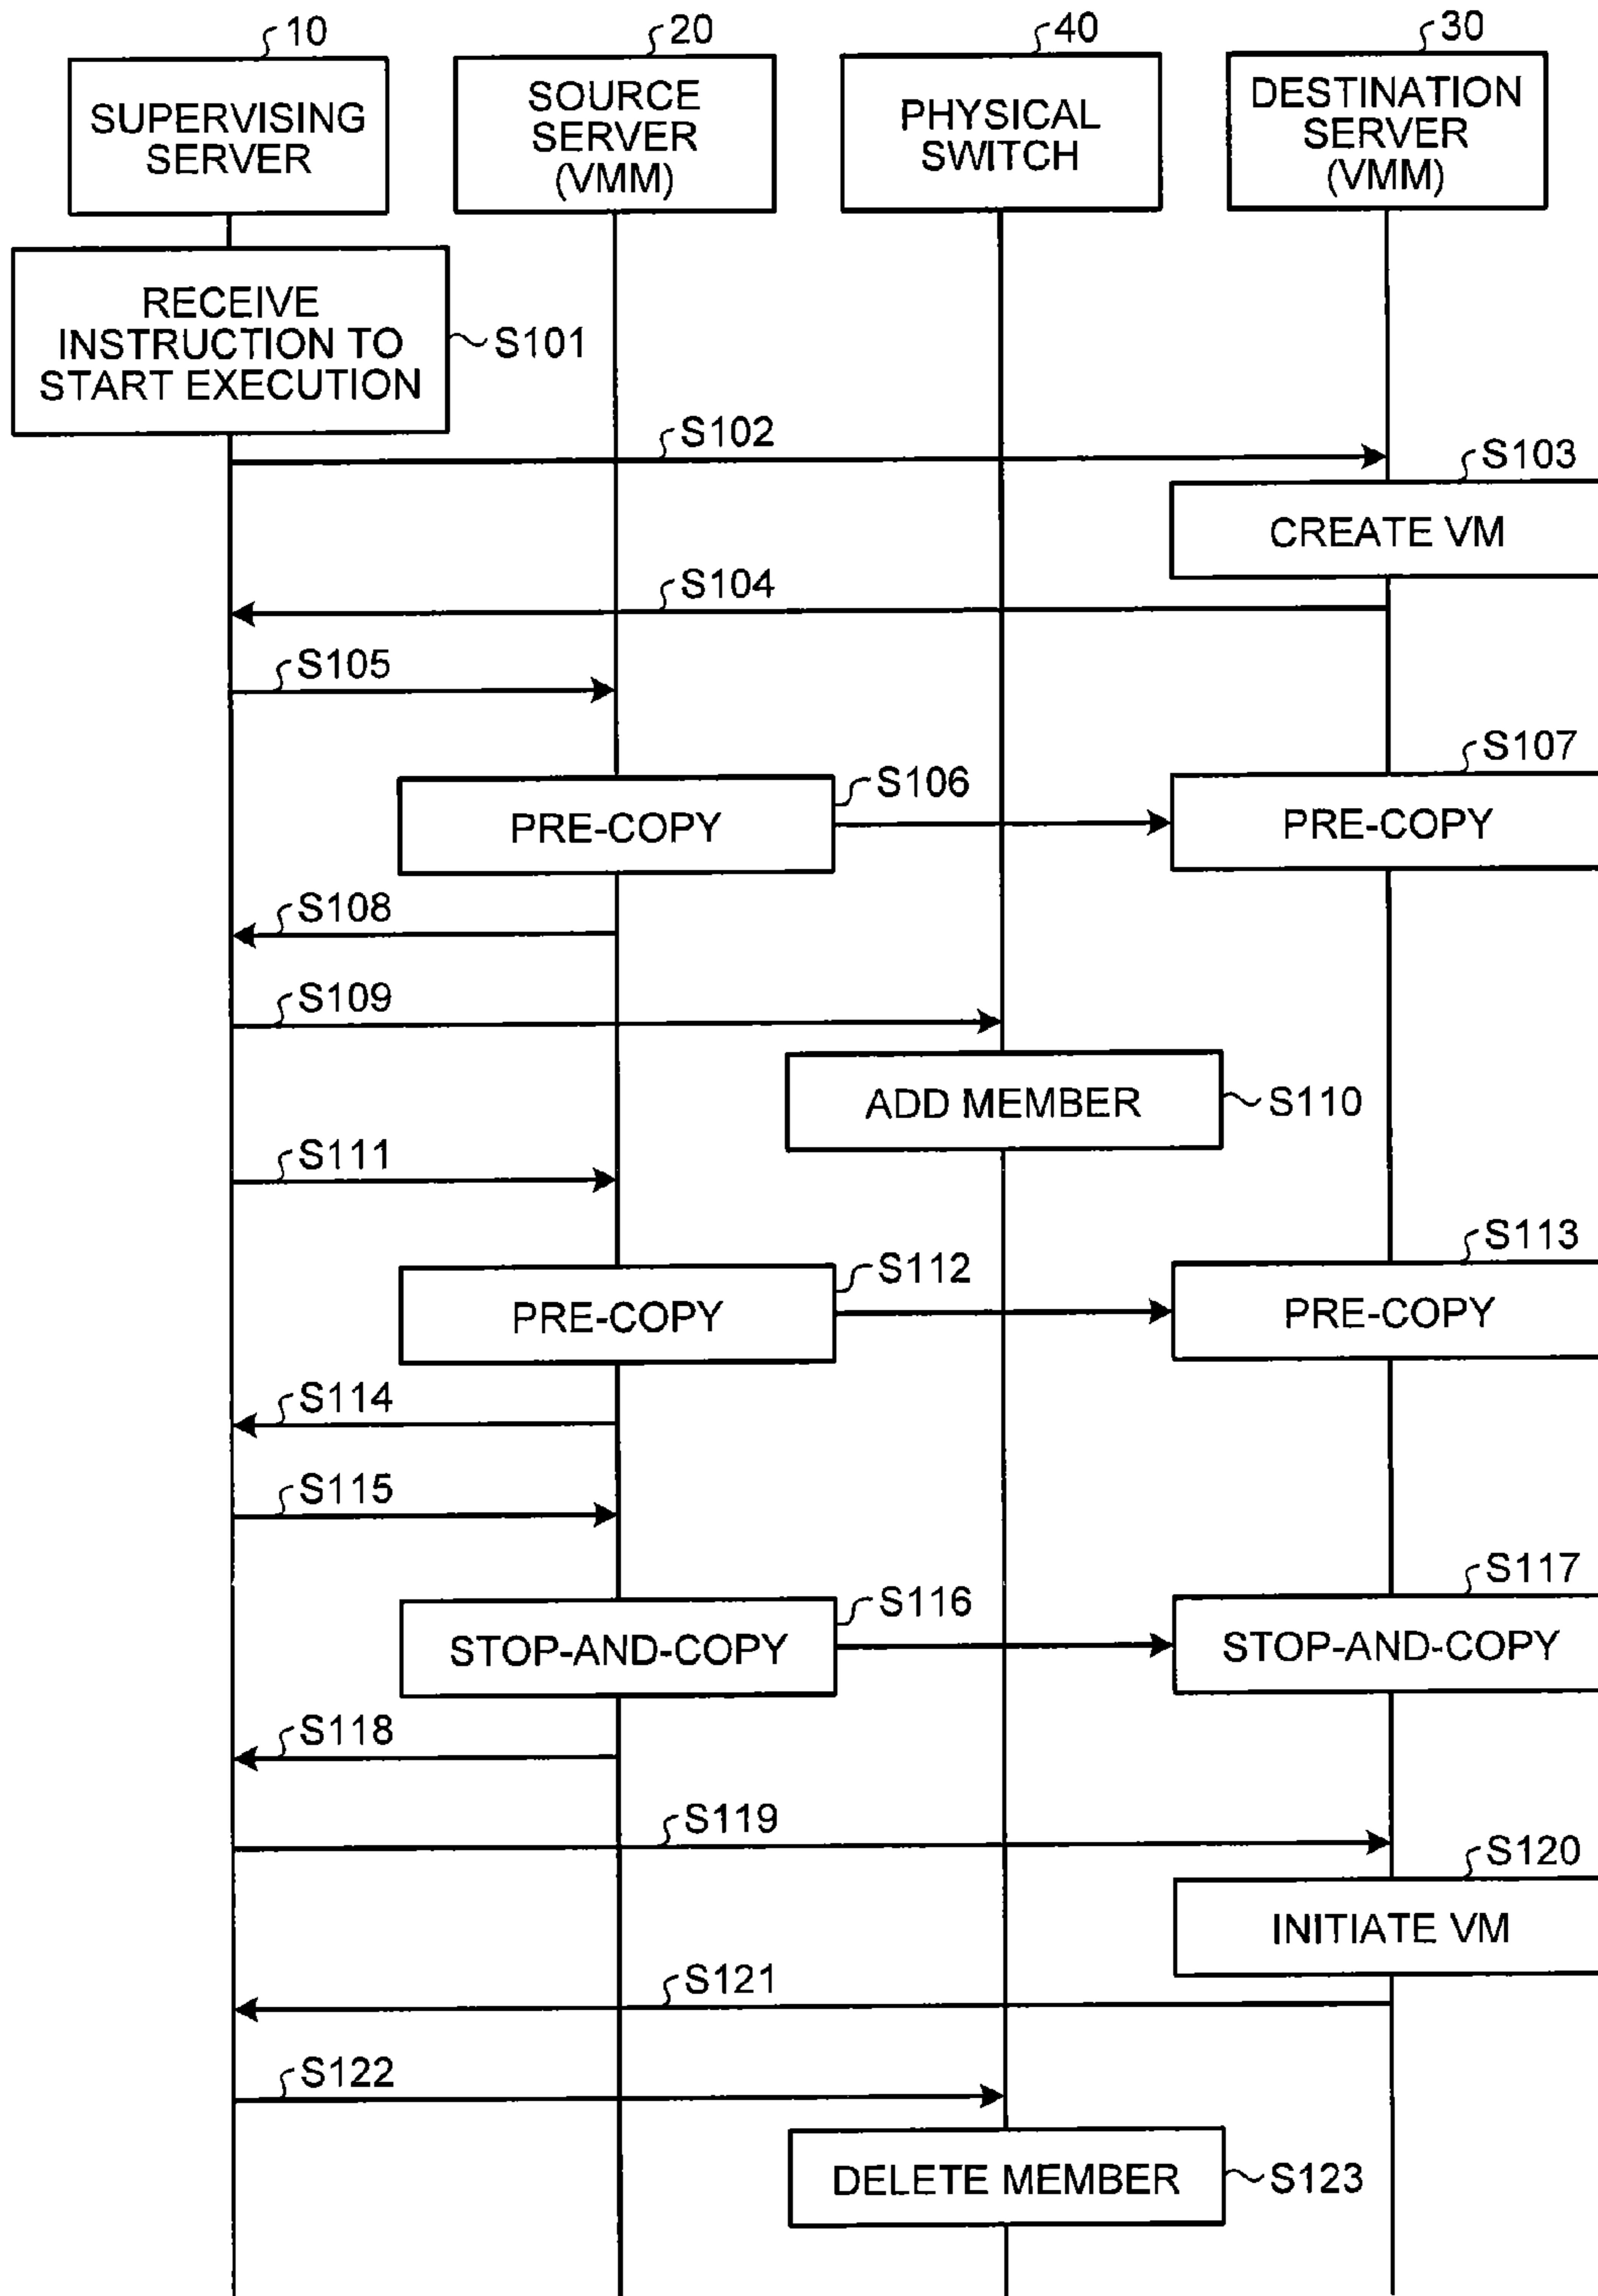 10
20
40
30
SUPERVISING
SERVER
SOURCE
SERVER
(VMM)
PHYSICAL
SWITCH
DESTINATION
SERVER
(VMM)
RECEIVE
INSTRUCTION TO
START EXECUTION
S101
S102
S103
CREATE VM
S104
S105
S106
PRE-COPY
S107
PRE-COPY
S108
S109
ADD MEMBER
S110
S111
S112
PRE-COPY
S113
PRE-COPY
S114
S115
S116
STOP-AND-COPY
S117
STOP-AND-COPY
S118
S119
S120
INITIATE VM
S121
S122
DELETE MEMBER
S123